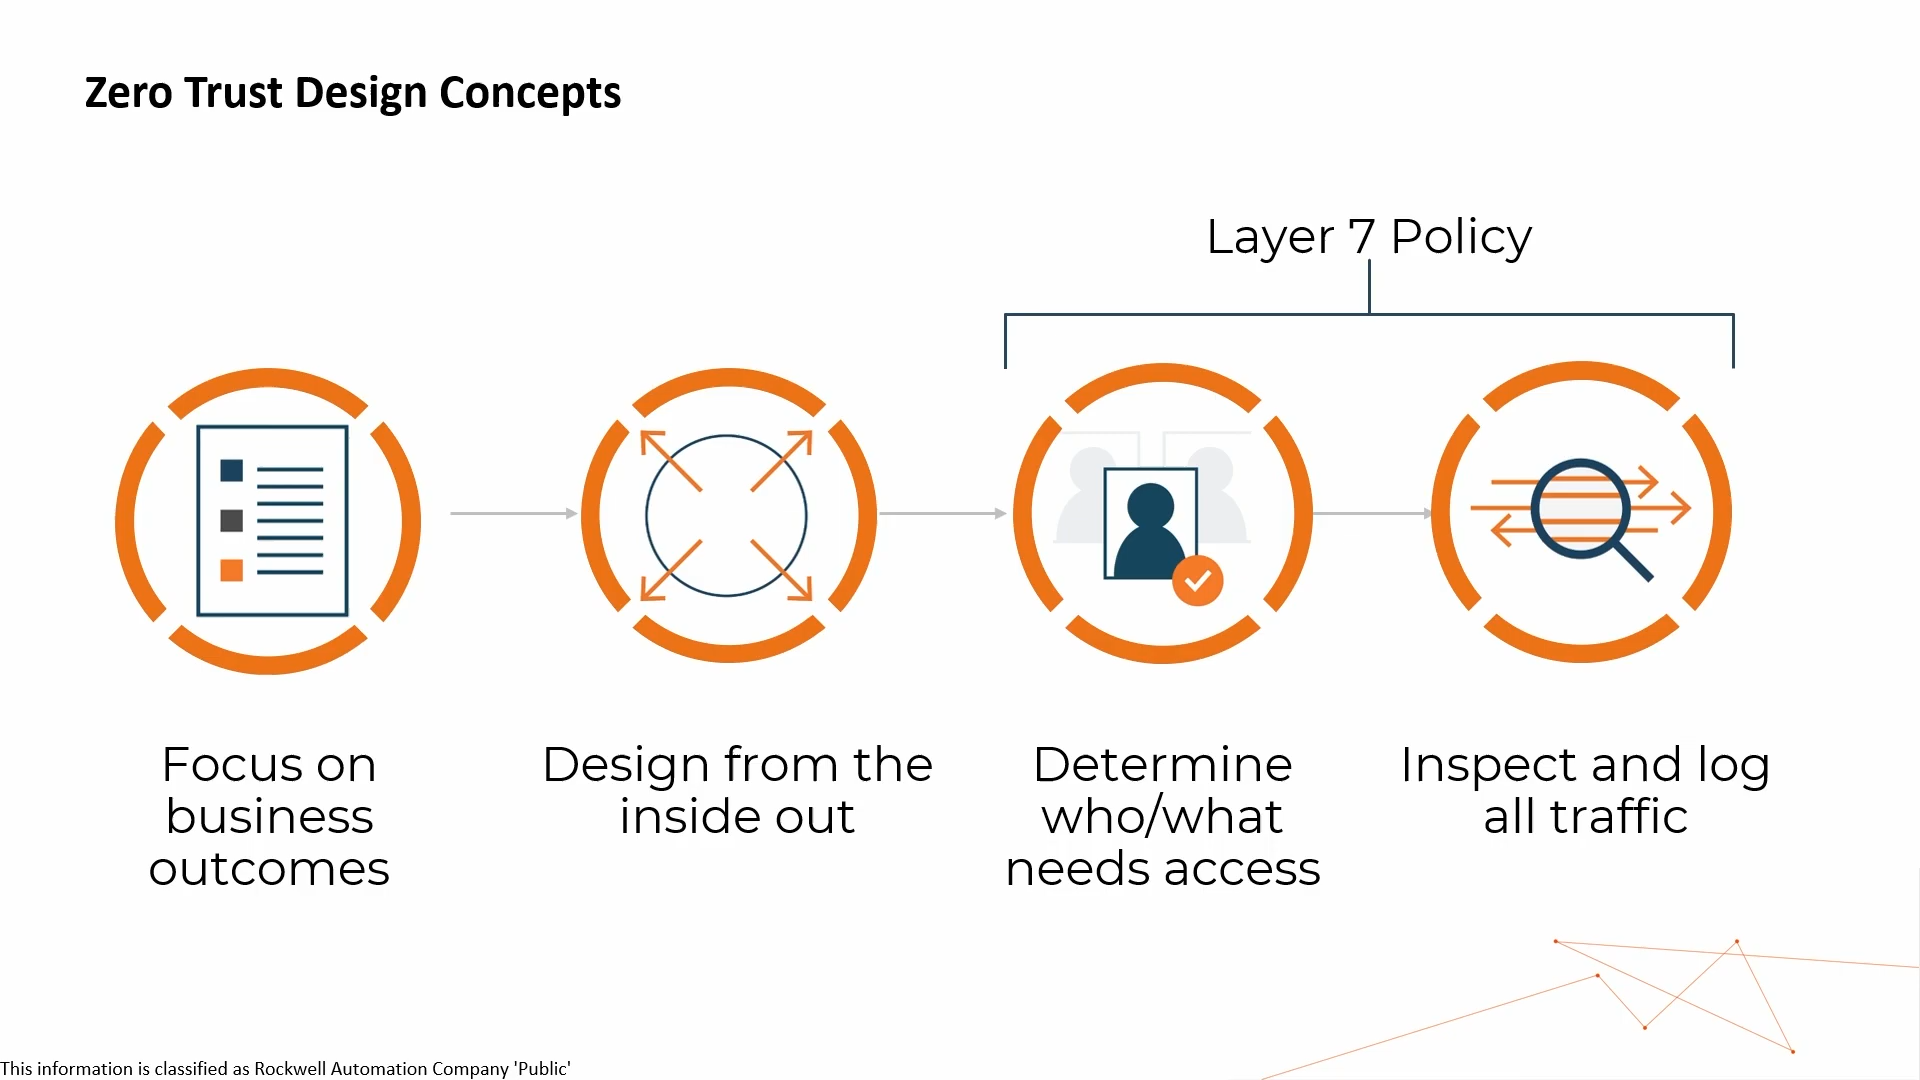 Zero Trust Design Concepts
Layer 7 Policy
Focus on
business
outcomes
Design from the
inside out
Determine
who/what
needs access
Inspect and log
all traffic
This information is classified as Rockwell Automation Company 'Public'